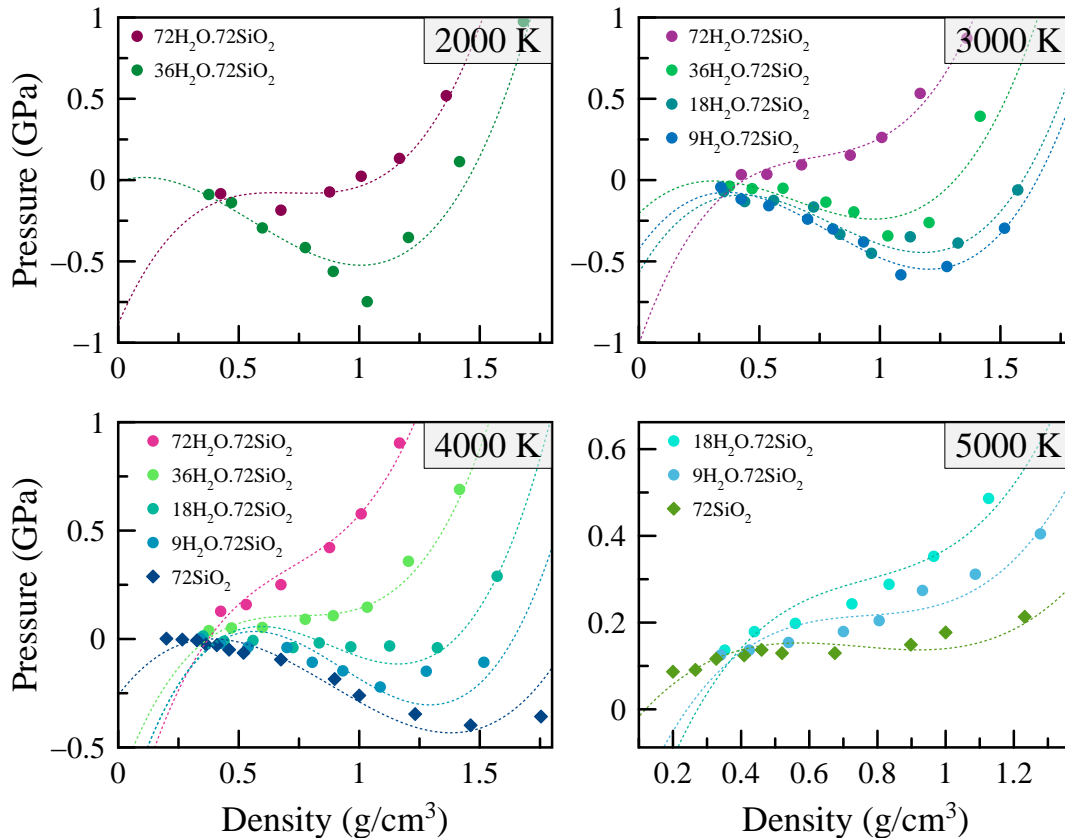 2000 K
72H₂O.72SiO₂
36H₂O.72SiO₂
Pressure (GPa)
1
0.5
0
−0.5
−1
0 0.5 1 1.5
3000 K
72H₂O.72SiO₂
36H₂O.72SiO₂
18H₂O.72SiO₂
9H₂O.72SiO₂
1
0.5
0
−0.5
−1
0 0.5 1 1.5
4000 K
72H₂O.72SiO₂
36H₂O.72SiO₂
18H₂O.72SiO₂
9H₂O.72SiO₂
72SiO₂
Pressure (GPa)
1
0.5
0
−0.5
0 0.5 1 1.5
Density (g/cm³)
5000 K
18H₂O.72SiO₂
9H₂O.72SiO₂
72SiO₂
0.6
0.4
0.2
0
0.2 0.4 0.6 0.8 1 1.2
Density (g/cm³)